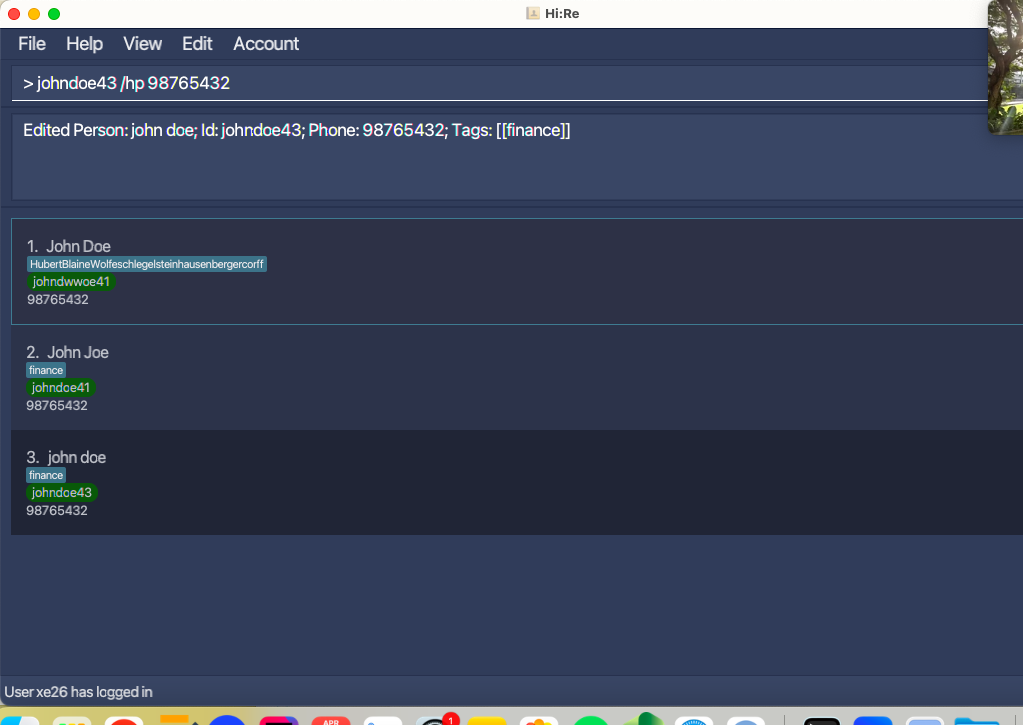 Hi:Re
File Help View Edit Account
> johndoe43 /hp 98765432
Edited Person: john doe; Id: johndoe43; Phone: 98765432; Tags: [[finance]]
1. John Doe
HubertBlaineWolfeschlegelsteinhausenbergercorff
johndwwoe41
98765432
2. John Joe
finance
johndoe41
98765432
3. john doe
finance
johndoe43
98765432
User xe26 has logged in
APR
1